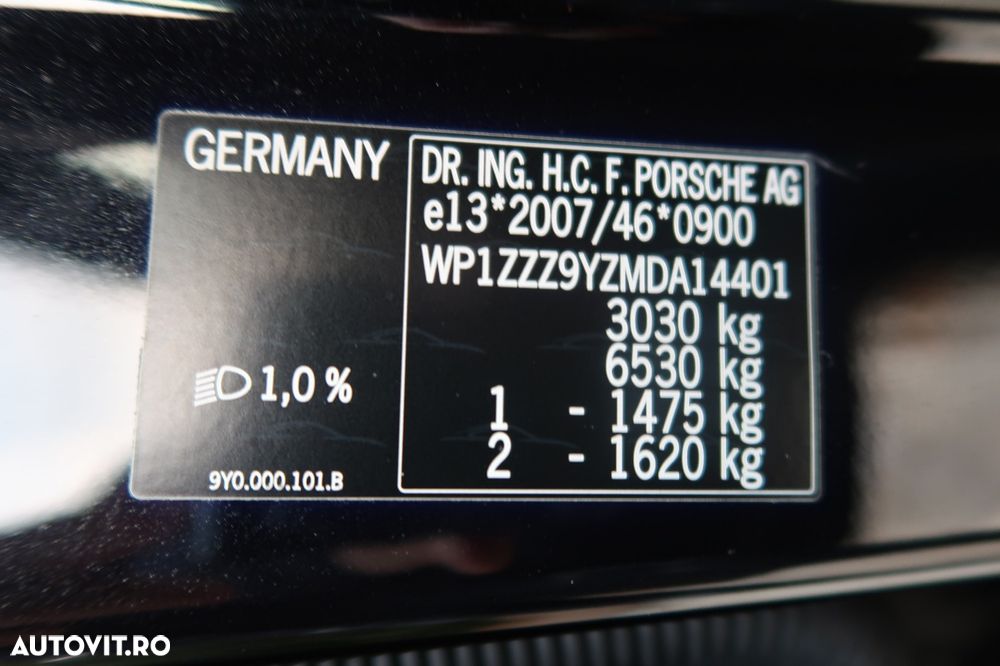 GERMANY
1,0 %
9Y0.000.101.B
DR. ING. H.C. F. PORSCHE AG
e13*2007/46*0900
WP1ZZZ9YZMDA14401
3030 kg
6530 kg
1 - 1475 kg
2 - 1620 kg
AUTOVIT.RO